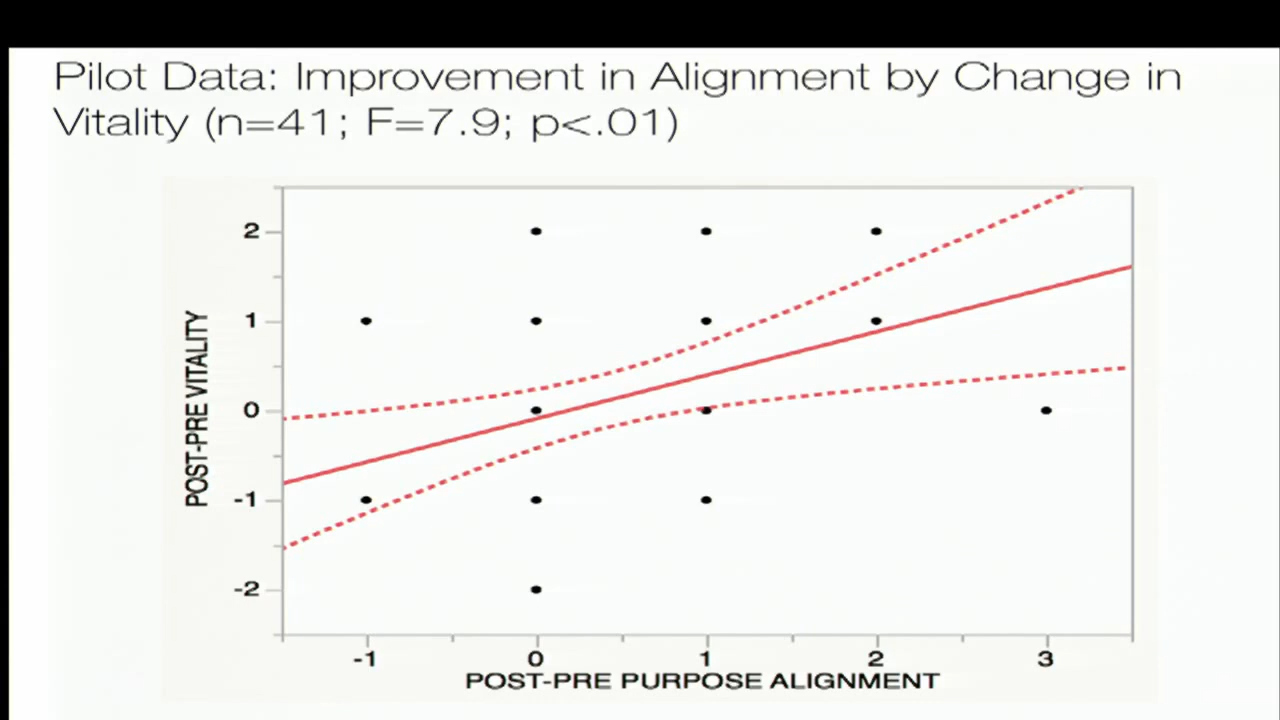 Pilot Data: Improvement in Alignment by Change in
Vitality (n=41; F=7.9; p<.01)
POST-PRE VITALITY
2
1
0
-1
-2
-1 0 1 2 3
POST-PRE PURPOSE ALIGNMENT